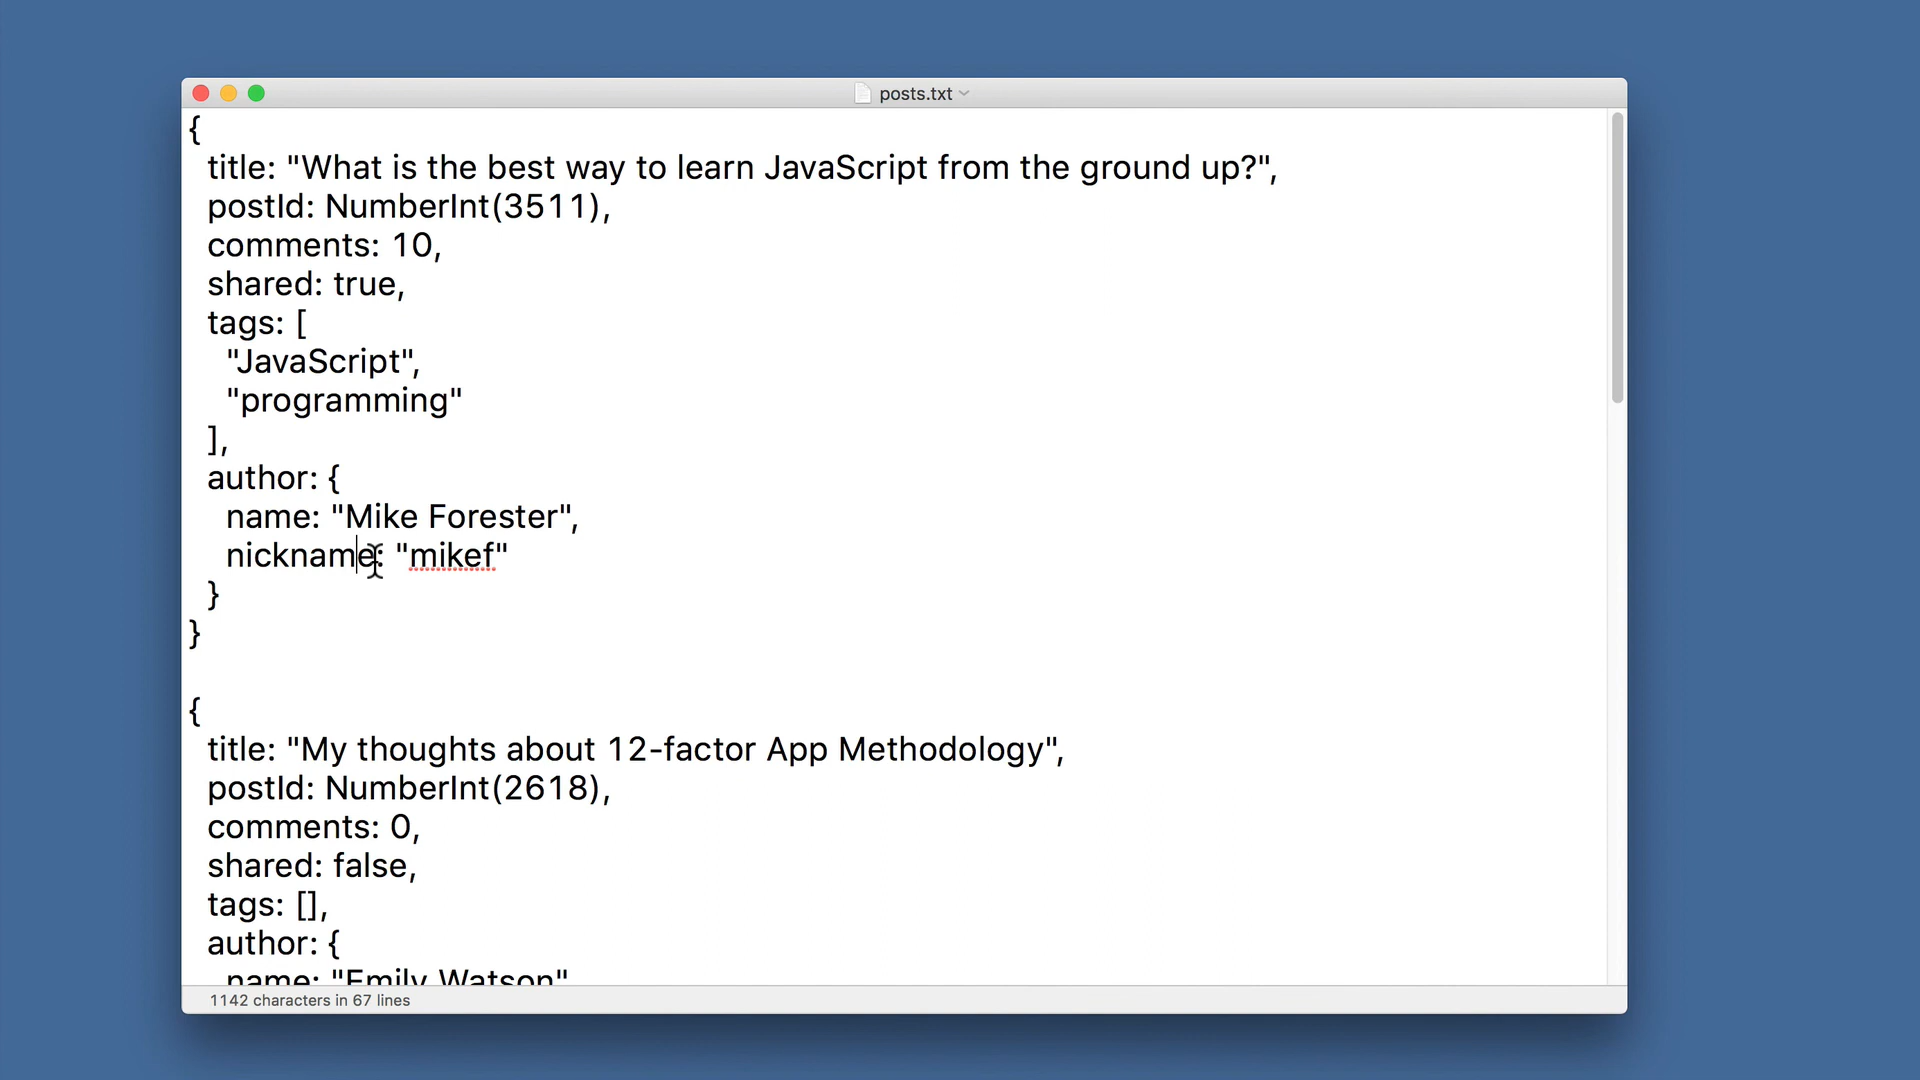 posts.txt
{
title: "What is the best way to learn JavaScript from the ground up?",
postId: NumberInt(3511),
comments: 10,
shared: true,
tags: [
"JavaScript",
"programming"
],
author: {
name: "Mike Forester",
nickname: "mikef"
}
}
{
title: "My thoughts about 12-factor App Methodology",
postId: NumberInt(2618),
comments: 0,
shared: false,
tags: [],
author: {
name: "Emily Watson"
1142 characters in 67 lines